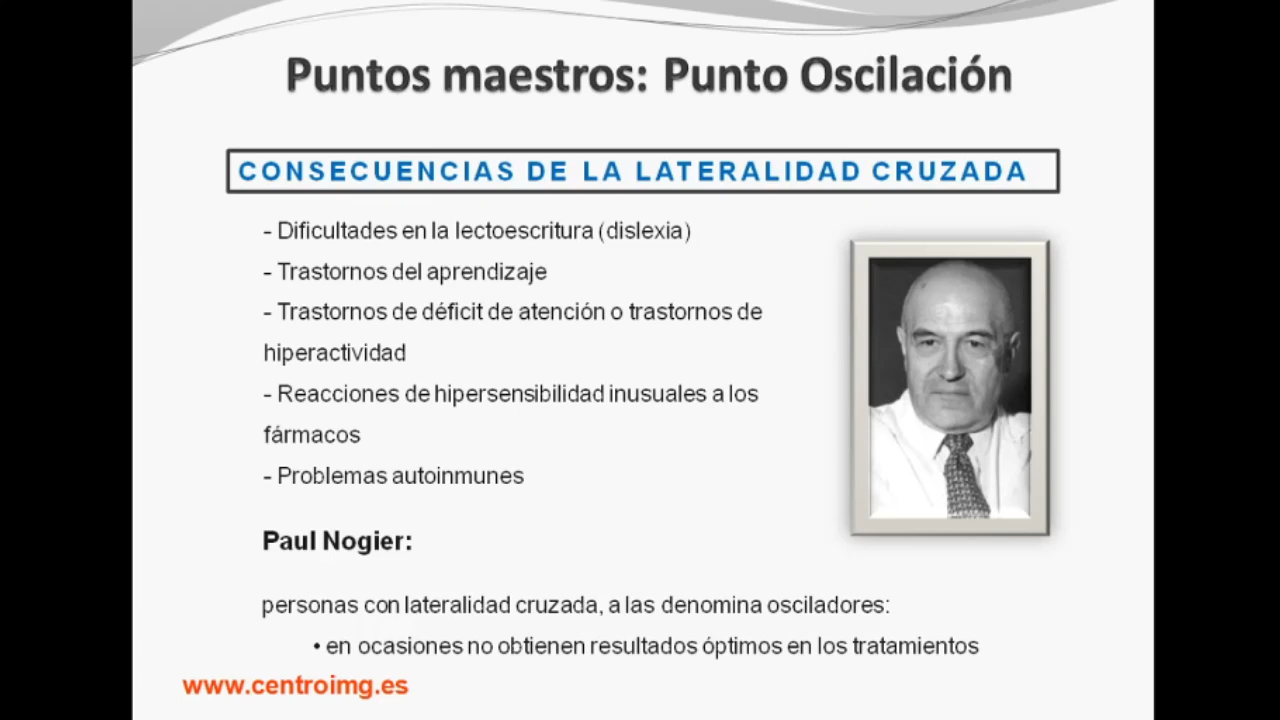 Puntos maestros: Punto Oscilación
CONSECUENCIAS DE LA LATERALIDAD CRUZADA
- Dificultades en la lectoescritura (dislexia)
- Trastornos del aprendizaje
- Trastornos de déficit de atención o trastornos de
hiperactividad
- Reacciones de hipersensibilidad inusuales a los
fármacos
- Problemas autoinmunes
Paul Nogier:
personas con lateralidad cruzada, a las denomina osciladores:
• en ocasiones no obtienen resultados óptimos en los tratamientos
www.centroimg.es